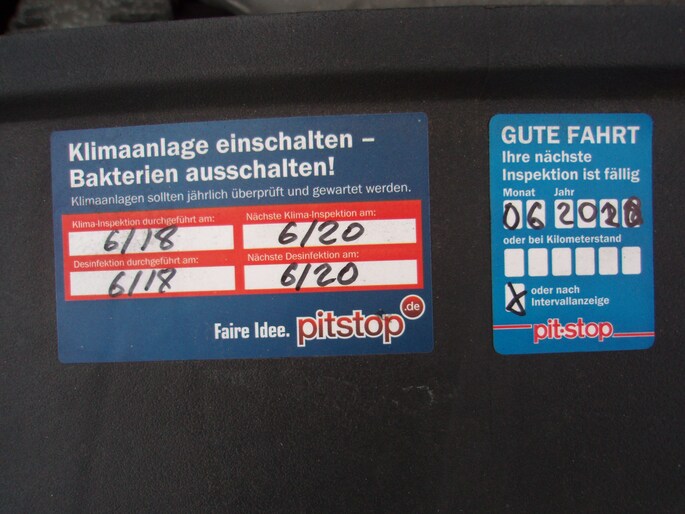 Klimaanlage einschalten –
Bakterien ausschalten!
Klimaanlagen sollten jährlich überprüft und gewartet werden.
Klima-Inspektion durchgeführt am:
6/18
Nächste Klima-Inspektion am:
6/20
Desinfektion durchgeführt am:
6/18
Nächste Desinfektion am:
6/20
Faire Idee. pitstop.de
GUTE FAHRT
Ihre nächste
Inspektion ist fällig
Monat Jahr
06
oder bei Kilometerstand
X oder nach
Intervallanzeige
pit-stop